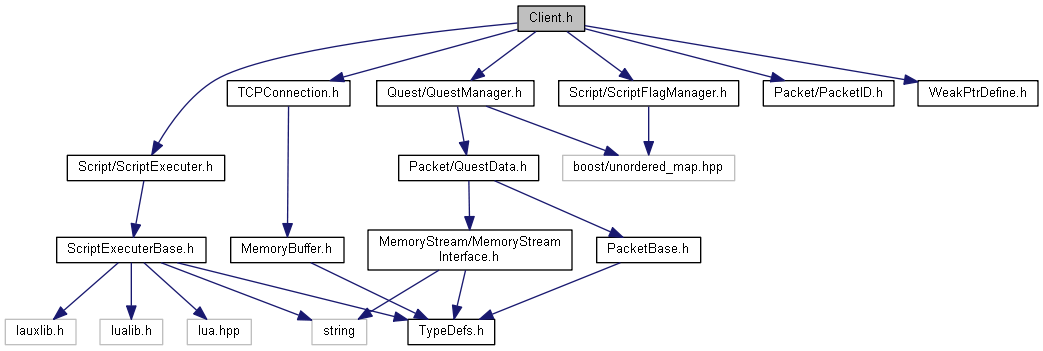 Client.h
TCPConnection.h
Quest/QuestManager.h
Script/ScriptFlagManager.h
Packet/PacketID.h
WeakPtrDefine.h
Script/ScriptExecuter.h
Packet/QuestData.h
boost/unordered_map.hpp
ScriptExecuterBase.h
MemoryBuffer.h
MemoryStream/MemoryStream
Interface.h
PacketBase.h
lauxlib.h
lualib.h
lua.hpp
string
TypeDefs.h